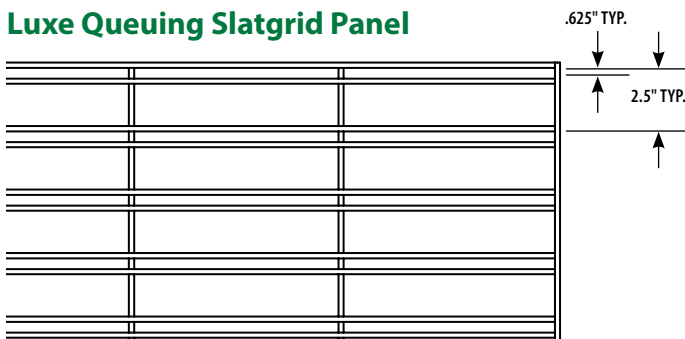 Luxe Queuing Slatgrid Panel
.625" TYP.
2.5" TYP.